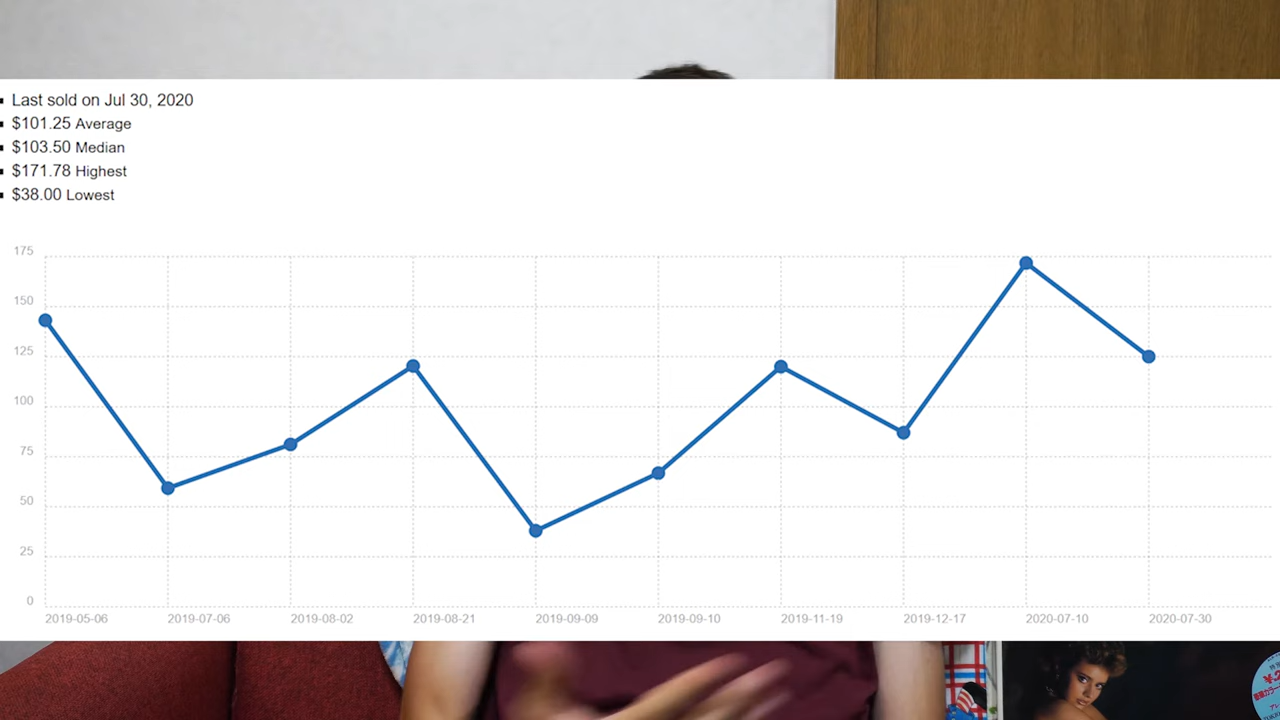 Last sold on Jul 30, 2020
$101.25 Average
$103.50 Median
$171.78 Highest
$38.00 Lowest
175
150
125
100
75
50
25
0
2019-05-06 2019-07-06 2019-08-02 2019-08-21 2019-09-09 2019-09-10 2019-11-19 2019-12-17 2020-07-10 2020-07-30